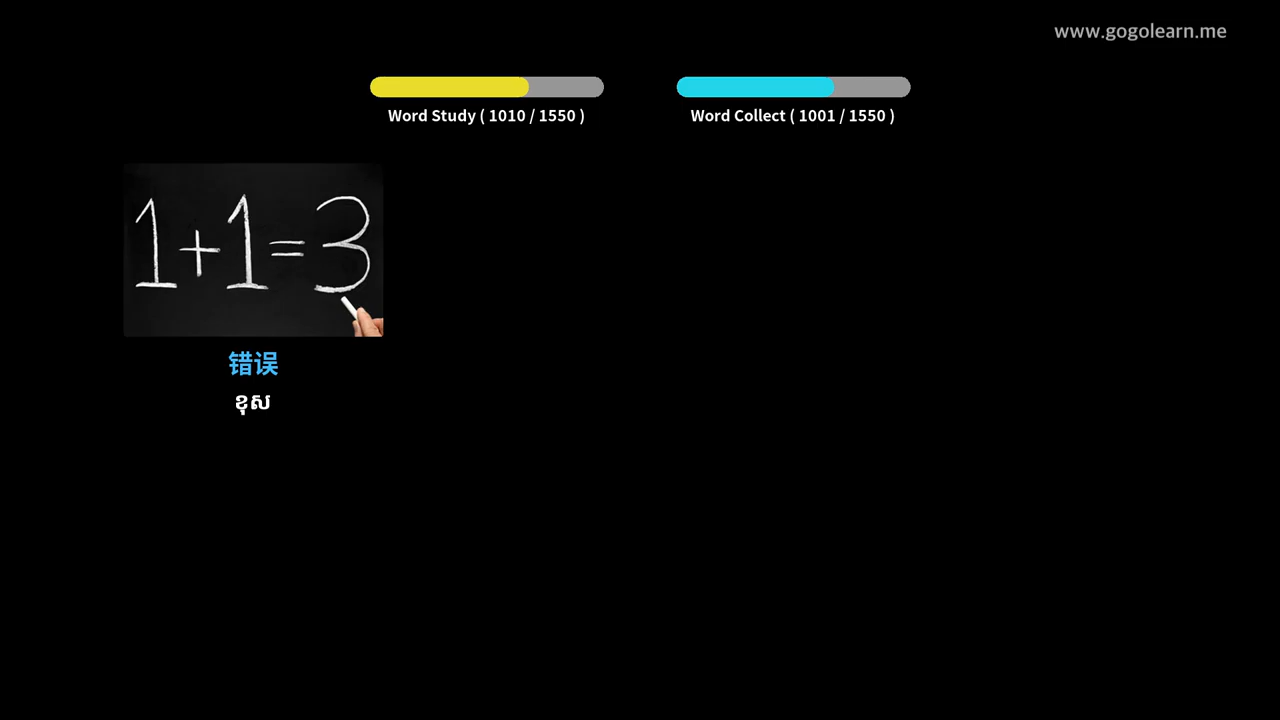 www.gogolearn.me
Word Study ( 1010 / 1550 )
Word Collect ( 1001 / 1550 )
1+1=3
错误
ខុស